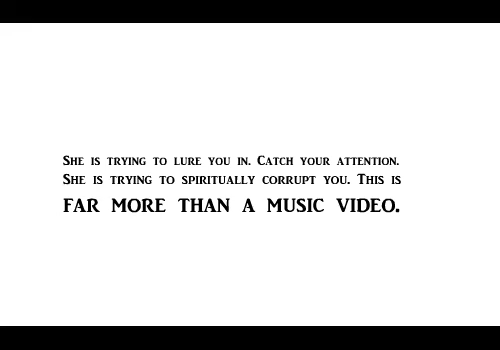 She is trying to lure you in. Catch your attention.
She is trying to spiritually corrupt you. This is
far more than a music video.